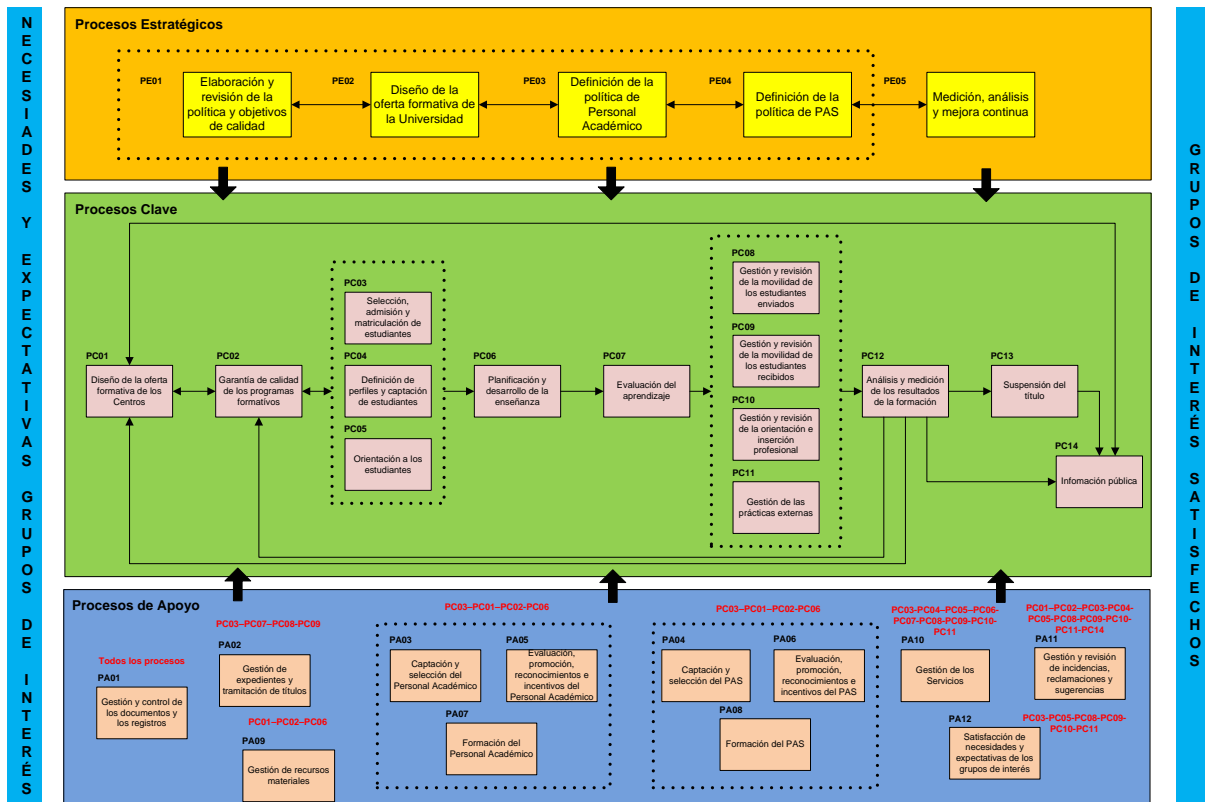 NECESIADES Y EXPECTATIVAS GRUPOS DE INTERÉS
Procesos Estratégicos
PE01
Elaboración y
revisión de la
política y objetivos
de calidad
PE02
Diseño de la
oferta formativa de
la Universidad
PE03
Definición de la
política de
Personal
Académico
PE04
Definición de la
política de PAS
PE05
Medición, análisis
y mejora continua
Procesos Clave
PC01
Diseño de la oferta
formativa de los
Centros
PC02
Garantía de calidad
de los programas
formativos
PC03
Selección,
admisión y
matriculación de
estudiantes
PC04
Definición de
perfiles y captación
de estudiantes
PC05
Orientación a los
estudiantes
PC06
Planificación y
desarrollo de la
enseñanza
PC07
Evaluación del
aprendizaje
PC08
Gestión y revisión
de la movilidad de
los estudiantes
enviados
PC09
Gestión y revisión
de la movilidad de
los estudiantes
recibidos
PC10
Gestión y revisión
de la orientación e
inserción
profesional
PC11
Gestión de las
prácticas externas
PC12
Análisis y medición
de los resultados
de la formación
PC13
Suspensión del
título
PC14
Infomación pública
Procesos de Apoyo
Todos los procesos
PA01
Gestión y control de
los documentos y
los registros
PC03–PC07–PC08-PC09
PA02
Gestión de
expedientes y
tramitación de títulos
PC01–PC02–PC06
PA09
Gestión de recursos
materiales
PC03–PC01–PC02-PC06
PA03
Captación y
selección del
Personal Académico
PA05
Evaluación,
promoción,
reconocimientos e
incentivos del
Personal Académico
PA07
Formación del
Personal Académico
PC03–PC01–PC02-PC06
PA04
Captación y
selección del PAS
PA06
Evaluación,
promoción,
reconocimientos e
incentivos del PAS
PA08
Formación del PAS
PC03-PC04–PC05–PC06-
PC07-PC08-PC09-PC10-
PC11
PA10
Gestión de los
Servicios
PC01–PC02–PC03-PC04-
PC05-PC08-PC09-PC10-
PC11-PC14
PA11
Gestión y revisión
de incidencias,
reclamaciones y
sugerencias
PA12
Satisfacción de
necesidades y
expectativas de los
grupos de interés
PC03-PC05-PC08-PC09-
PC10-PC11
GRUPOS DE INTERÉS SATISFECHOS